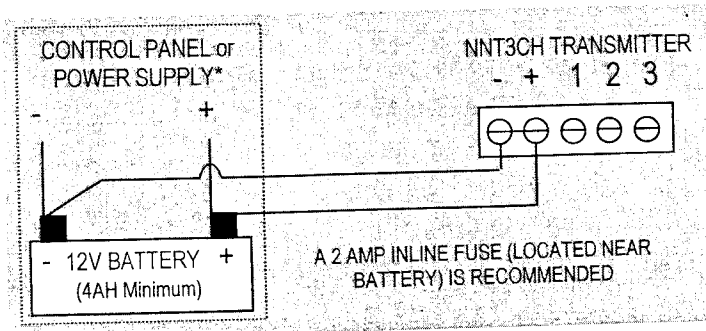 CONTROL PANEL or
POWER SUPPLY*
- +
NNT3CH TRANSMITTER
- + 1 2 3
- 12V BATTERY +
(4AH Minimum)
A 2 AMP INLINE FUSE (LOCATED NEAR
BATTERY) IS RECOMMENDED